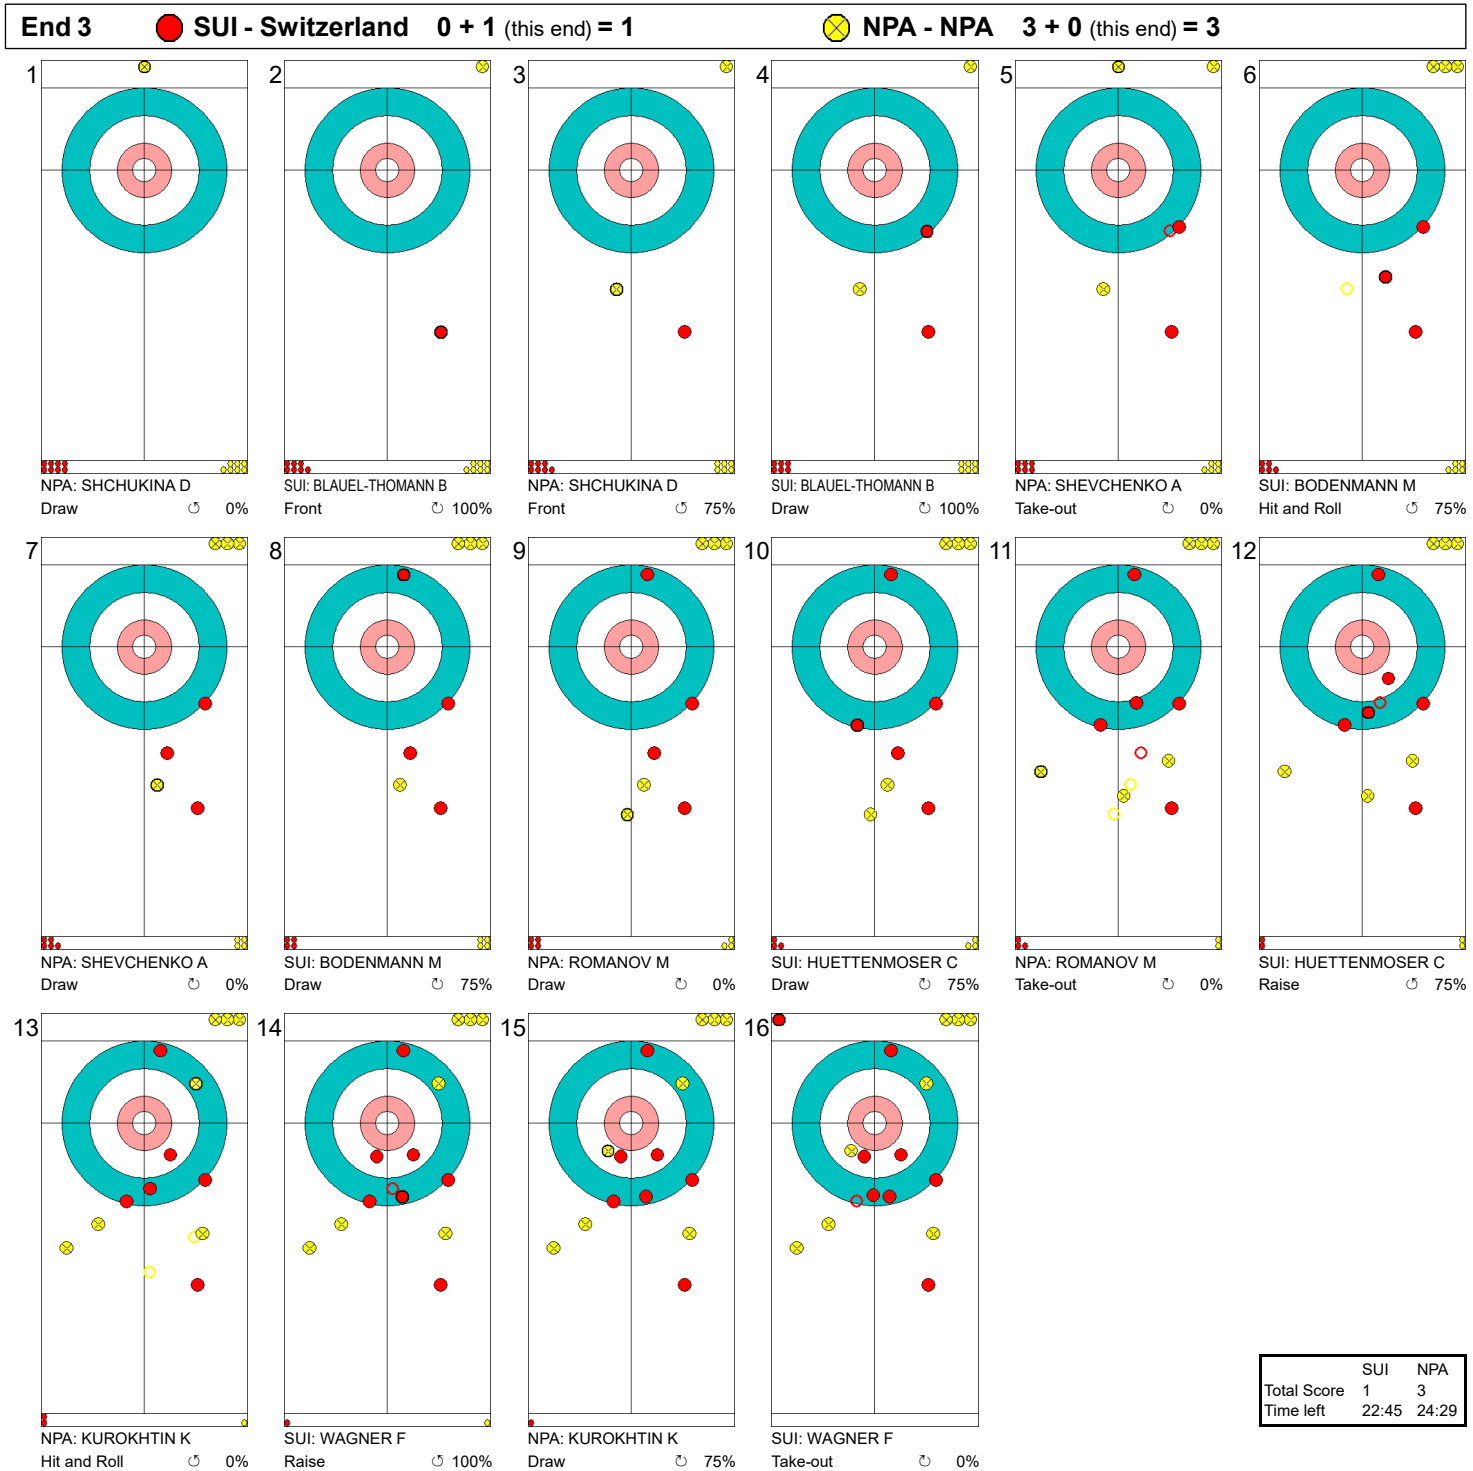 End 3 SUI - Switzerland 0 + 1 (this end) = 1 NPA - NPA 3 + 0 (this end) = 3
1 2 3 4 5 6
NPA: SHCHUKINA D SUI: BLAUEL-THOMANN B NPA: SHCHUKINA D SUI: BLAUEL-THOMANN B NPA: SHEVCHENKO A SUI: BODENMANN M
Draw ↺ 0% Front ↻ 100% Front ↺ 75% Draw ↻ 100% Take-out ↻ 0% Hit and Roll ↺ 75%
7 8 9 10 11 12
NPA: SHEVCHENKO A SUI: BODENMANN M NPA: ROMANOV M SUI: HUETTENMOSER C NPA: ROMANOV M SUI: HUETTENMOSER C
Draw ↻ 0% Draw ↻ 75% Draw ↻ 0% Draw ↻ 75% Take-out ↻ 0% Raise ↺ 75%
13 14 15 16
NPA: KUROKHTIN K SUI: WAGNER F NPA: KUROKHTIN K SUI: WAGNER F
Hit and Roll ↺ 0% Raise ↺ 100% Draw ↻ 75% Take-out ↻ 0%
SUI NPA
Total Score 1 3
Time left 22:45 24:29